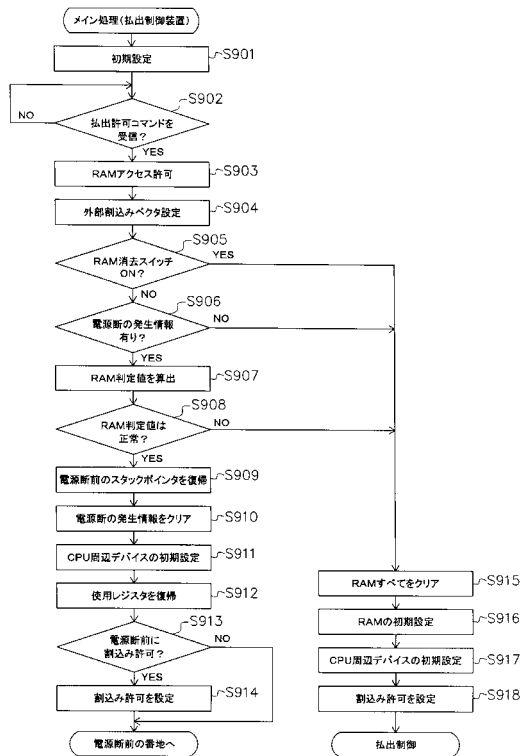 メイン処理(払出制御装置)
初期設定
S901
S902
払出許可コマンドを
受信?
NO
YES
RAMアクセス許可
S903
外部割込みベクタ設定
S904
S905
RAM消去スイッチ
ON?
YES
NO
S906
電源断の発生情報
有り?
NO
YES
RAM判定値を算出
S907
S908
RAM判定値は
正常?
NO
YES
電源断前のスタックポインタを復帰
S909
電源断の発生情報をクリア
S910
CPU周辺デバイスの初期設定
S911
使用レジスタを復帰
S912
S913
電源断前に
割込み許可?
NO
YES
割込み許可を設定
S914
電源断前の番地へ
RAMすべてをクリア
S915
RAMの初期設定
S916
CPU周辺デバイスの初期設定
S917
割込み許可を設定
S918
払出制御